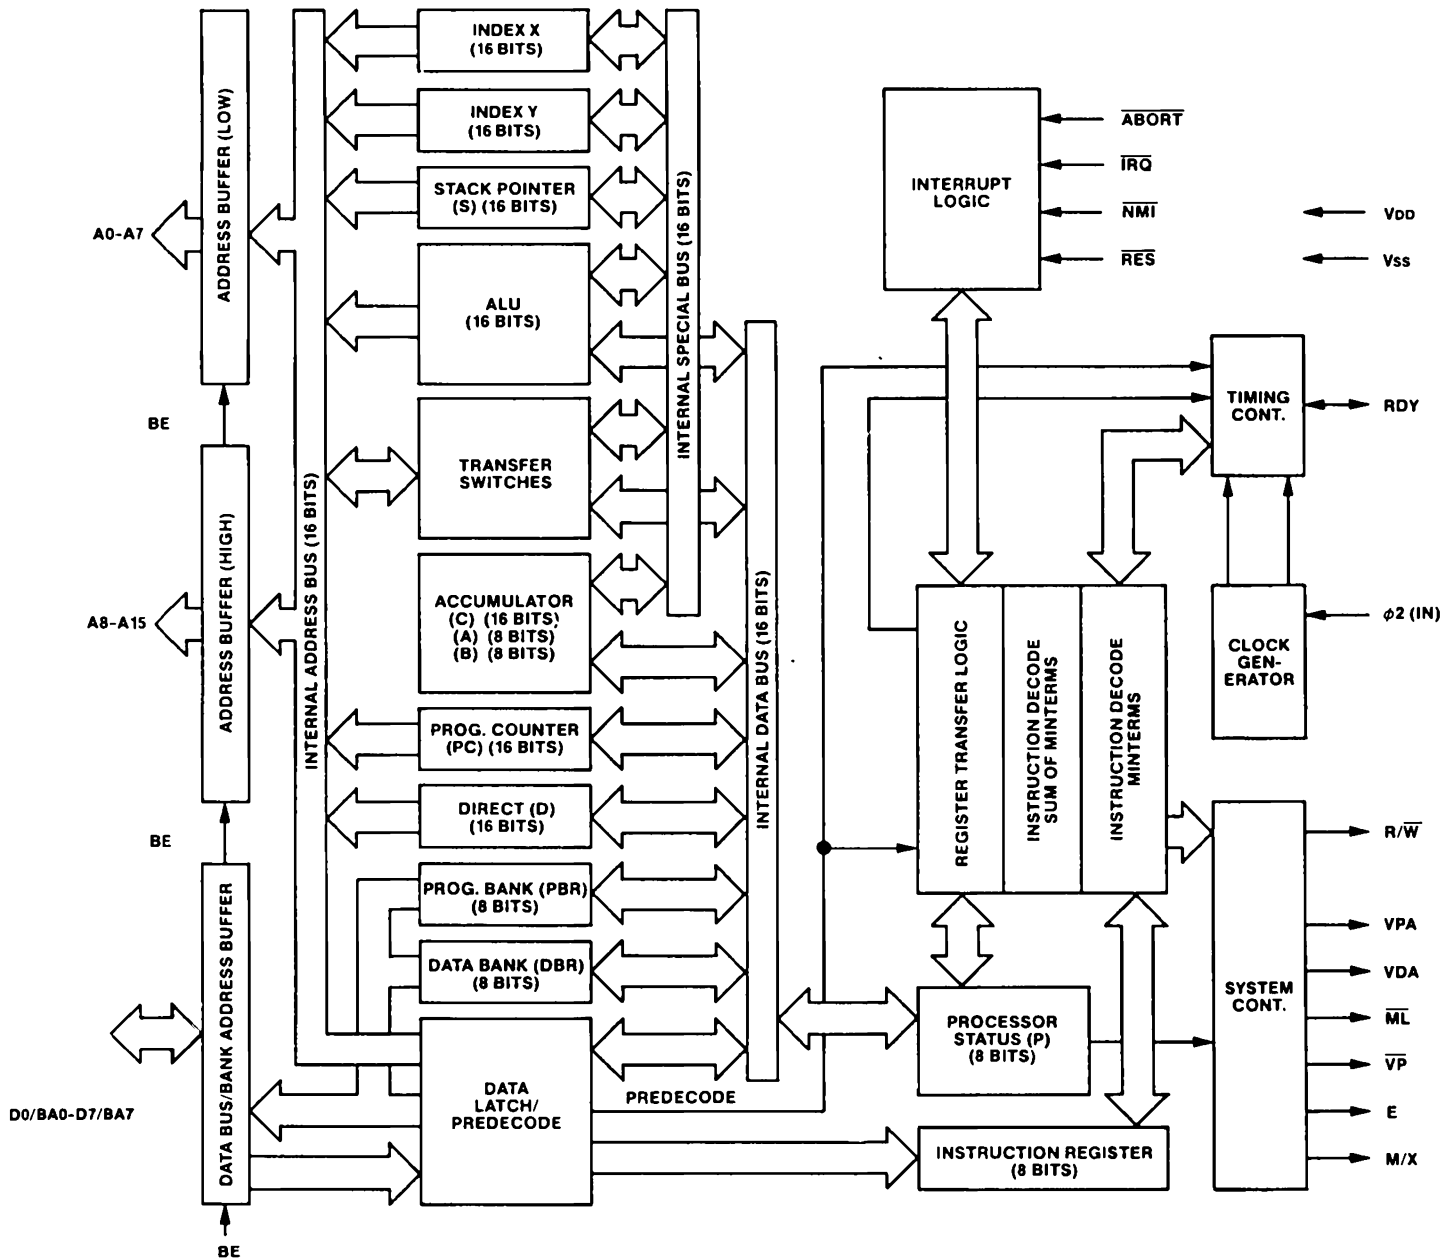 ADDRESS BUFFER (LOW)
A0-A7
BE
ADDRESS BUFFER (HIGH)
A8-A15
BE
DATA BUS/BANK ADDRESS BUFFER
D0/BA0-D7/BA7
BE
INTERNAL ADDRESS BUS (16 BITS)
INDEX X
(16 BITS)
INDEX Y
(16 BITS)
STACK POINTER
(S) (16 BITS)
ALU
(16 BITS)
TRANSFER
SWITCHES
ACCUMULATOR
(C) (16 BITS)
(A) (8 BITS)
(B) (8 BITS)
PROG. COUNTER
(PC) (16 BITS)
DIRECT (D)
(16 BITS)
PROG. BANK (PBR)
(8 BITS)
DATA BANK (DBR)
(8 BITS)
DATA
LATCH/
PREDECODE
INTERNAL SPECIAL BUS (16 BITS)
INTERNAL DATA BUS (16 BITS)
PREDECODE
INTERRUPT
LOGIC
A̅B̅O̅R̅T̅
I̅R̅Q̅
N̅M̅I̅
R̅E̅S̅
VDD
VSS
TIMING
CONT.
RDY
REGISTER TRANSFER LOGIC
INSTRUCTION DECODE
SUM OF MINTERMS
INSTRUCTION DECODE
MINTERMS
CLOCK
GEN-
ERATOR
ϕ2 (IN)
PROCESSOR
STATUS (P)
(8 BITS)
INSTRUCTION REGISTER
(8 BITS)
SYSTEM
CONT.
R/W̅
VPA
VDA
M̅L̅
V̅P̅
E
M/X